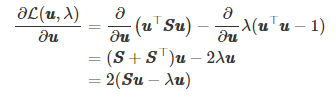 ∂ℒ(𝒖, λ)/∂𝒖 = ∂/∂𝒖 (𝒖⊤𝑺𝒖) − ∂/∂𝒖 λ(𝒖⊤𝒖 − 1)
= (𝑺 + 𝑺⊤)𝒖 − 2λ𝒖
= 2(𝑺𝒖 − λ𝒖)